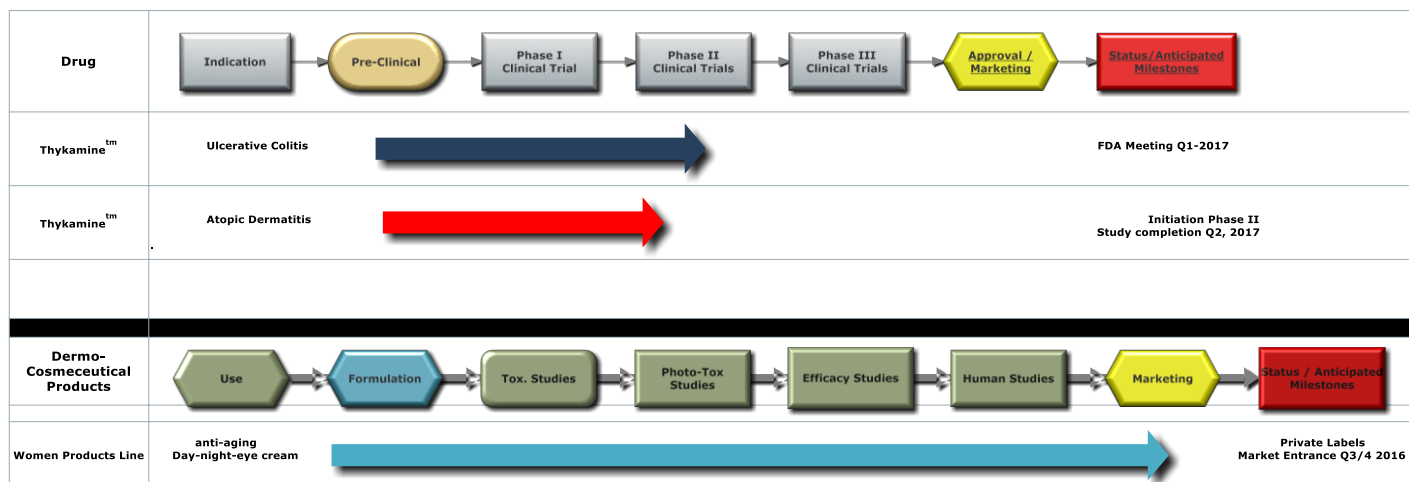 Drug
Indication
Pre-Clinical
Phase I
Clinical Trial
Phase II
Clinical Trials
Phase III
Clinical Trials
Approval /
Marketing
Status/Anticipated
Milestones
Thykamine™
Ulcerative Colitis
FDA Meeting Q1-2017
Thykamine™
Atopic Dermatitis
Initiation Phase II
Study completion Q2, 2017
.
Dermo-
Cosmeceutical
Products
Use
Formulation
Tox. Studies
Photo-Tox
Studies
Efficacy Studies
Human Studies
Marketing
Status / Anticipated
Milestones
Women Products Line
anti-aging
Day-night-eye cream
Private Labels
Market Entrance Q3/4 2016